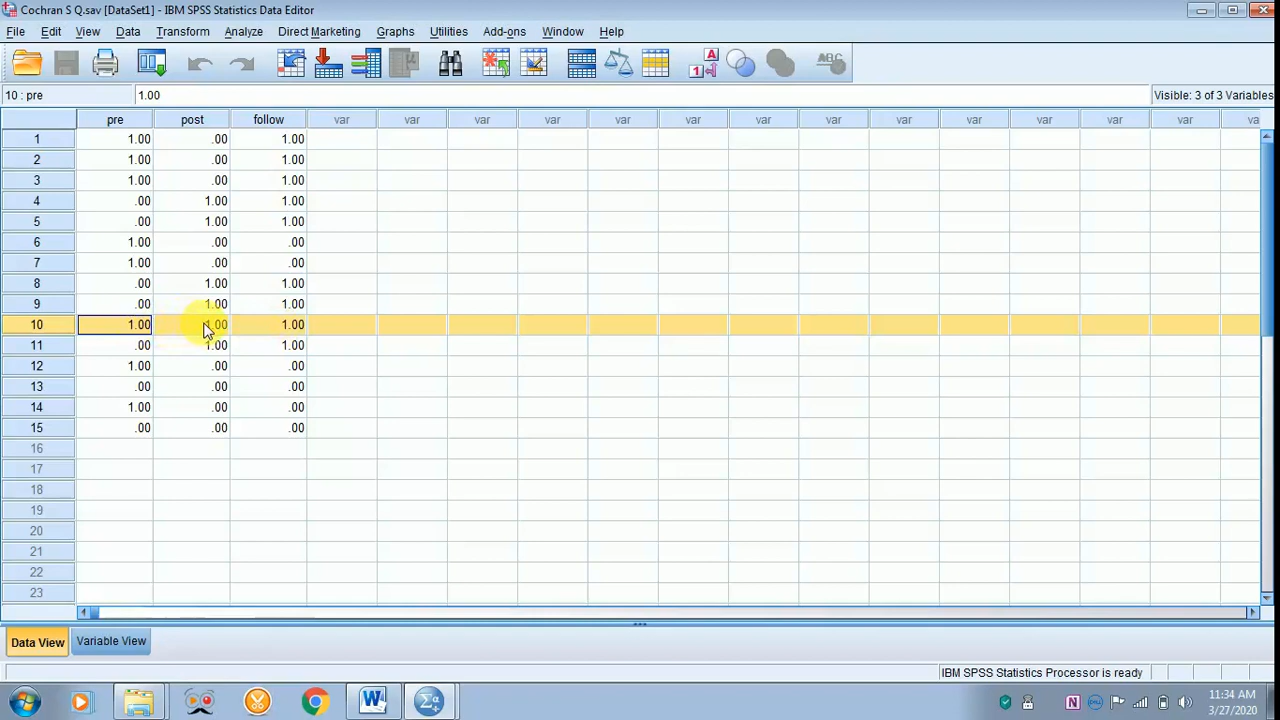 Cochran S Q.sav [DataSet1] - IBM SPSS Statistics Data Editor
File Edit View Data Transform Analyze Direct Marketing Graphs Utilities Add-ons Window Help
10 : pre 1.00 Visible: 3 of 3 Variables
pre post follow var var var var var var var var var var var var var va
1 1.00 .00 1.00
2 1.00 .00 1.00
3 1.00 .00 1.00
4 .00 1.00 1.00
5 .00 1.00 1.00
6 1.00 .00 .00
7 1.00 .00 .00
8 .00 1.00 1.00
9 .00 1.00 1.00
10 1.00 1.00 1.00
11 .00 1.00 1.00
12 1.00 .00 .00
13 .00 .00 .00
14 1.00 .00 .00
15 .00 .00 .00
16
17
18
19
20
21
22
23
Data View Variable View
IBM SPSS Statistics Processor is ready
11:34 AM
3/27/2020